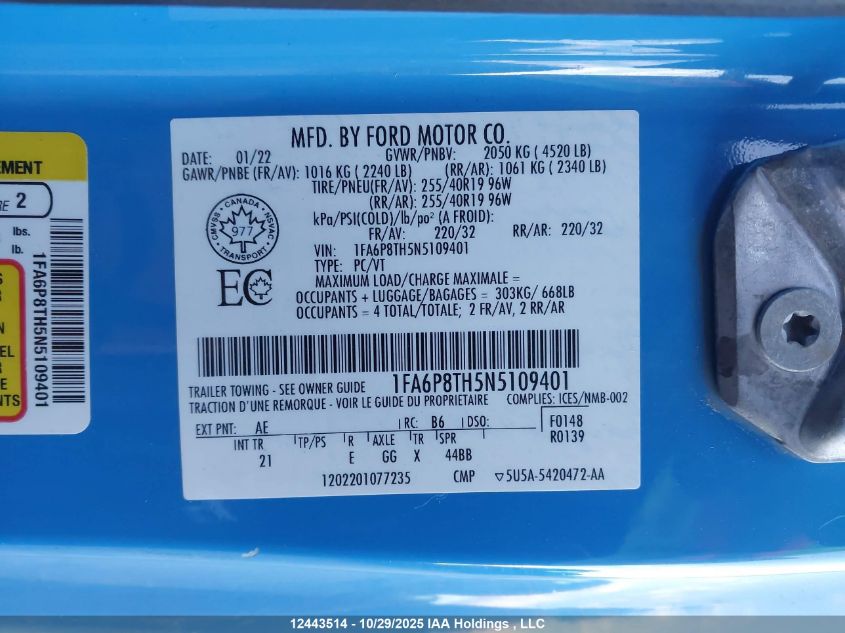 EMENT
RE 2
lbs.
lb.
1FA6P8TH5N5109401
S
R
N
EL
R
E
NTS
MFD. BY FORD MOTOR CO.
DATE: 01/22 GVWR/PNBV: 2050 KG ( 4520 LB)
GAWR/PNBE (FR/AV): 1016 KG ( 2240 LB) (RR/AR): 1061 KG ( 2340 LB)
TIRE/PNEU(FR/AV): 255/40R19 96W
(RR/AR): 255/40R19 96W
kPa/PSI(COLD)/lb/po² (A FROID):
FR/AV: 220/32 RR/AR: 220/32
VIN: 1FA6P8TH5N5109401
TYPE: PC/VT
MAXIMUM LOAD/CHARGE MAXIMALE =
OCCUPANTS + LUGGAGE/BAGAGES = 303KG/ 668LB
OCCUPANTS = 4 TOTAL/TOTALE; 2 FR/AV, 2 RR/AR
CANADA
CMVSS NSVAC
977
TRANSPORT
EC
1FA6P8TH5N5109401
TRAILER TOWING - SEE OWNER GUIDE
TRACTION D'UNE REMORQUE - VOIR LE GUIDE DU PROPRIETAIRE COMPLIES: ICES/NMB-002
EXT PNT: AE RC: B6 DSO: F0148
INT TR TP/PS R AXLE TR SPR R0139
21 E GG X 44BB
1202201077235 CMP ▽5U5A-5420472-AA
12443514 - 10/29/2025 IAA Holdings , LLC